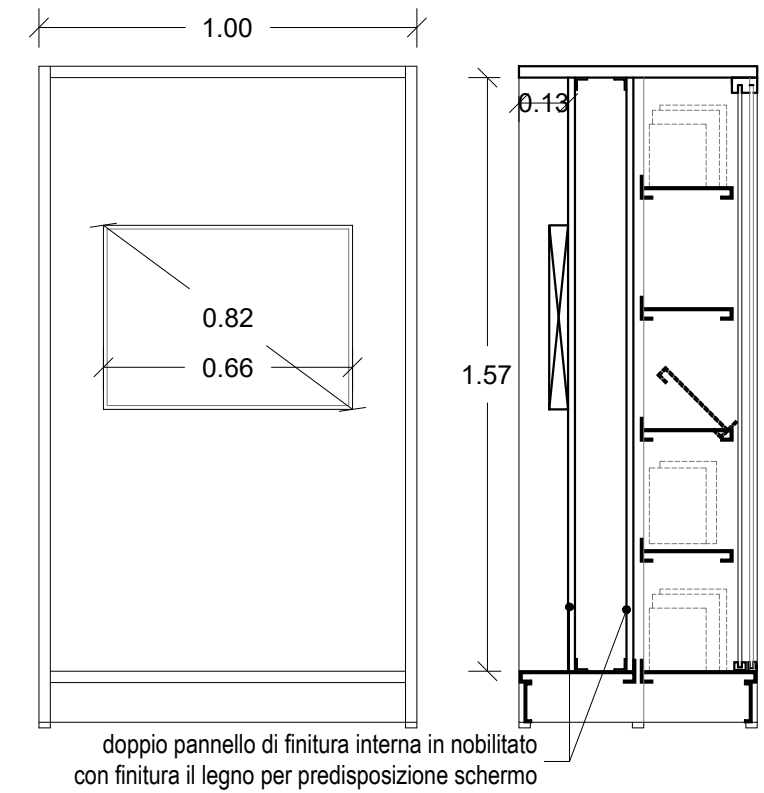 1.00
0.13
0.82
0.66
1.57
doppio pannello di finitura interna in nobilitato
con finitura il legno per predisposizione schermo